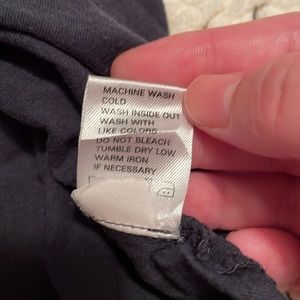 MACHINE WASH
COLD
WASH INSIDE OUT
WASH WITH
LIKE COLORS
DO NOT BLEACH
TUMBLE DRY LOW
WARM IRON
IF NECESSARY